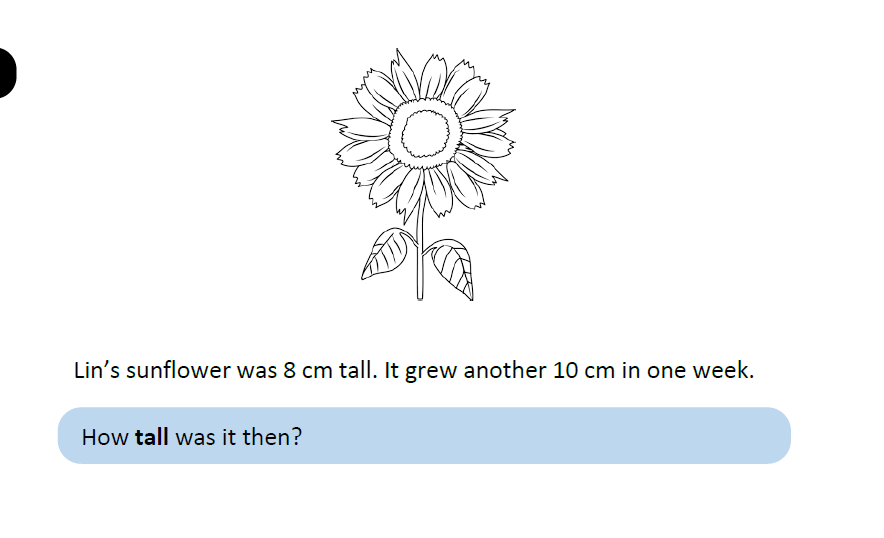 Lin’s sunflower was 8 cm tall. It grew another 10 cm in one week.
How tall was it then?